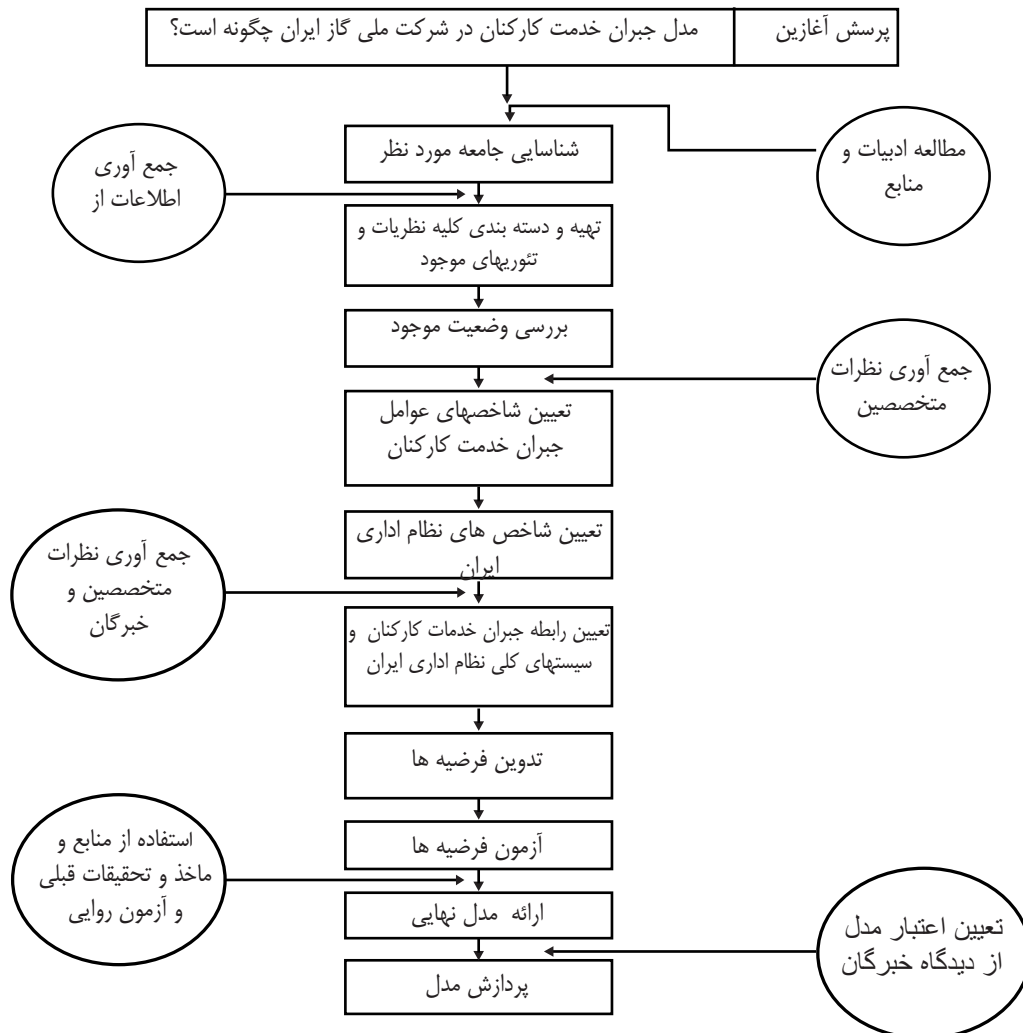 پرسش آغازین
مدل جبران خدمت کارکنان در شرکت ملی گاز ایران چگونه است؟
مطالعه ادبیات و
منابع
شناسایی جامعه مورد نظر
جمع آوری
اطلاعات از
تهیه و دسته بندی کلیه نظریات و
تئوریهای موجود
بررسی وضعیت موجود
جمع آوری نظرات
متخصصین
تعیین شاخصهای عوامل
جبران خدمت کارکنان
تعیین شاخص های نظام اداری
ایران
جمع آوری نظرات
متخصصین و
خبرگان
تعیین رابطه جبران خدمات کارکنان و
سیستهای کلی نظام اداری ایران
تدوین فرضیه ها
آزمون فرضیه ها
استفاده از منابع و
ماخذ و تحقیقات قبلی
و آزمون روایی
ارائه مدل نهایی
تعیین اعتبار مدل
از دیدگاه خبرگان
پردازش مدل